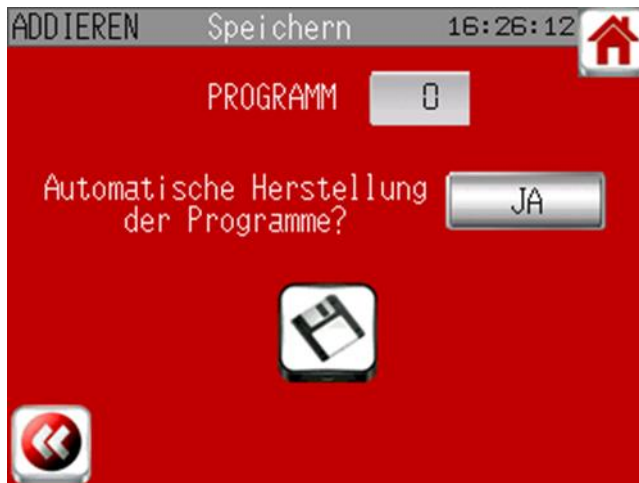 ADDIEREN Speichern 16:26:12
PROGRAMM 0
Automatische Herstellung
der Programme?
JA